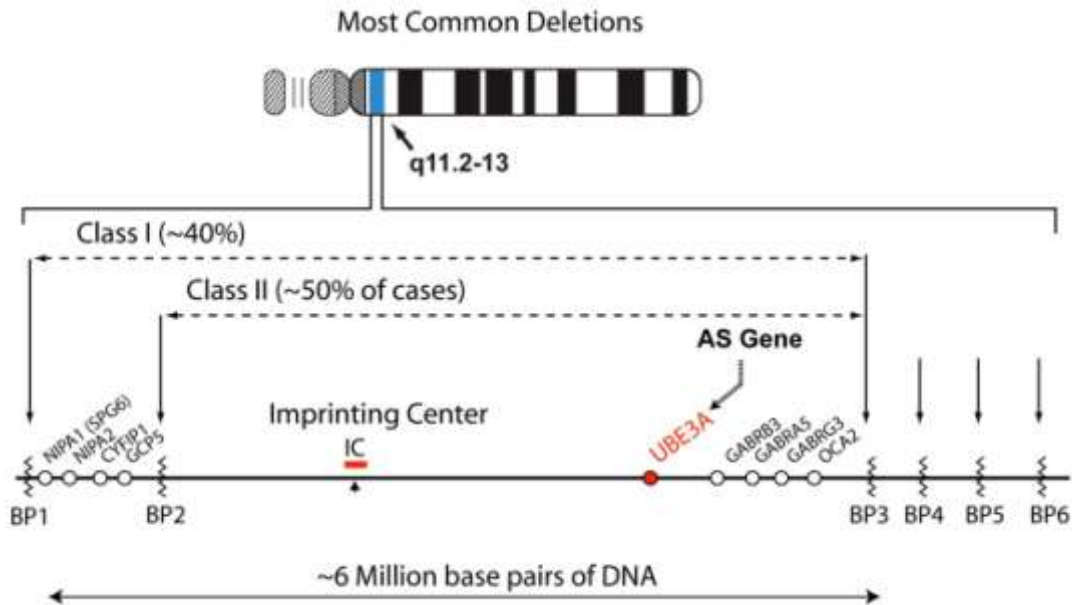 Most Common Deletions
q11.2-13
Class I (~40%)
Class II (~50% of cases)
AS Gene
Imprinting Center
IC
NIPA1 (SPG6)
NIPA2
CYFIP1
GCP5
UBE3A
GABRB3
GABRA5
GABRG3
OCA2
BP1
BP2
BP3
BP4
BP5
BP6
~6 Million base pairs of DNA